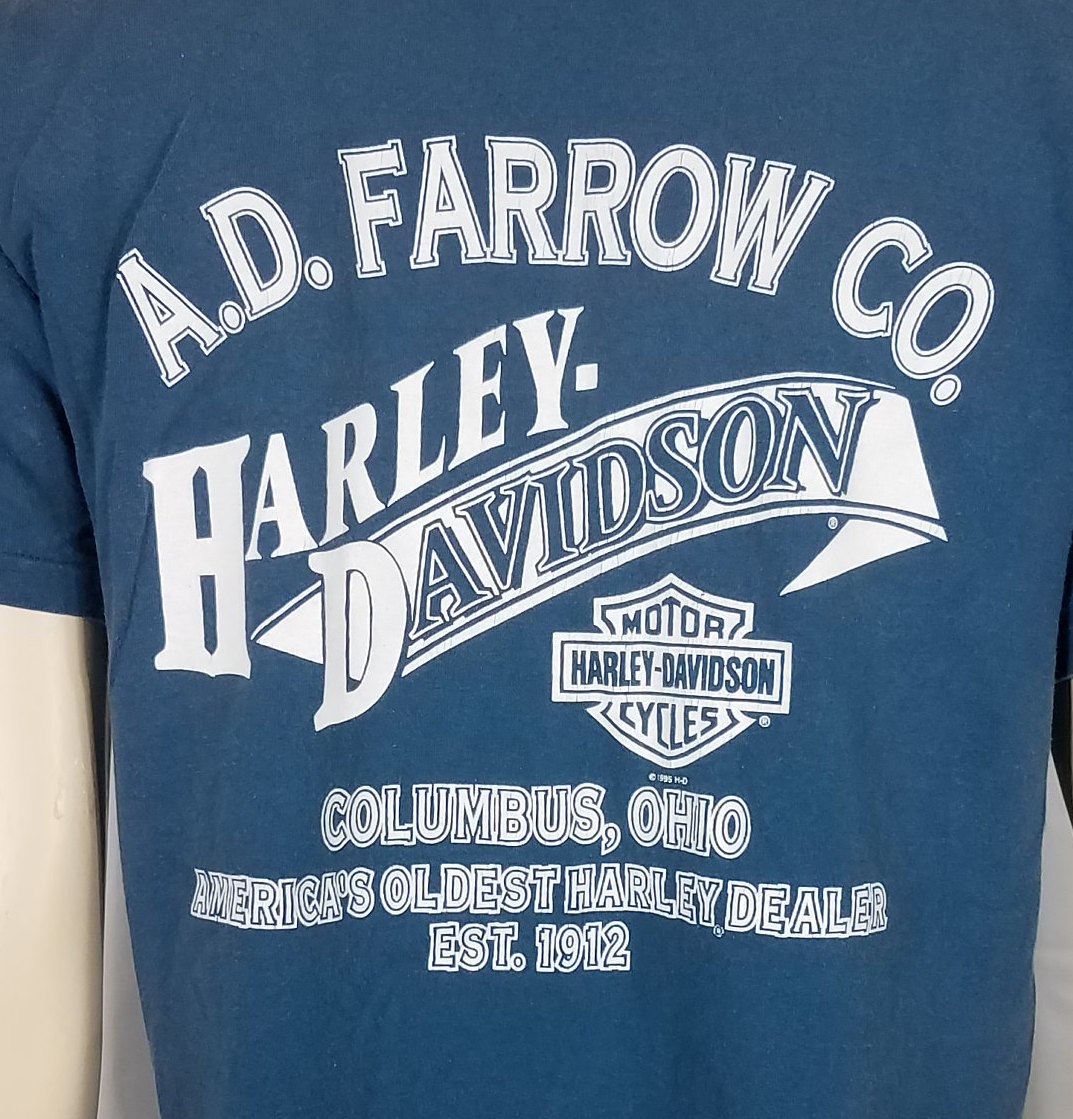 A.D. FARROW CO.
HARLEY-
DAVIDSON
®
MOTOR
HARLEY-DAVIDSON
CYCLES
®
© 1995 H-D
COLUMBUS, OHIO
AMERICA'S OLDEST HARLEY® DEALER
EST. 1912